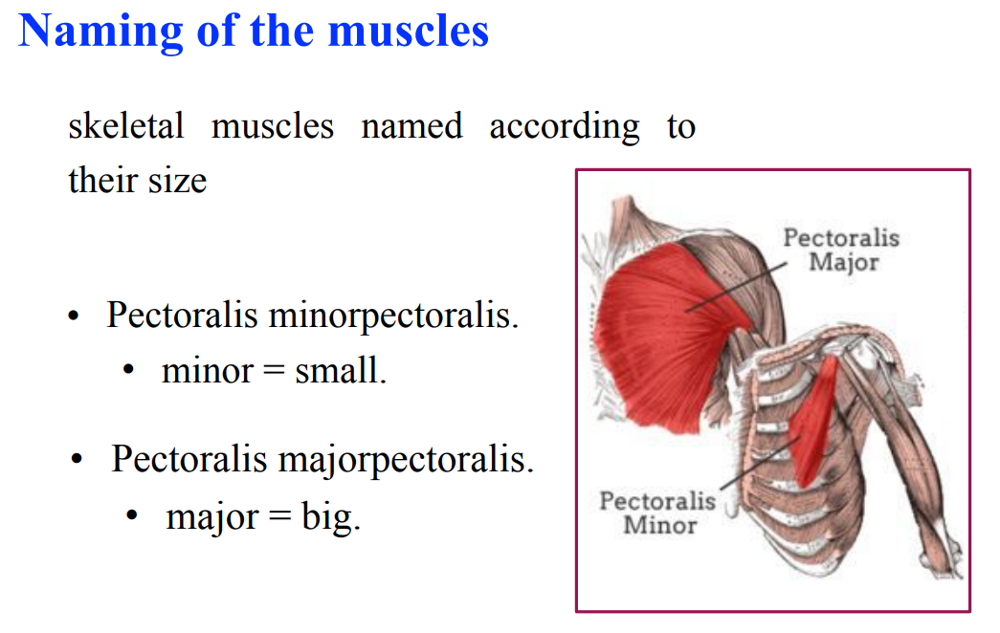 Naming of the muscles
skeletal muscles named according to
their size
• Pectoralis minorpectoralis.
• minor = small.
• Pectoralis majorpectoralis.
• major = big.
Pectoralis
Major
Pectoralis
Minor